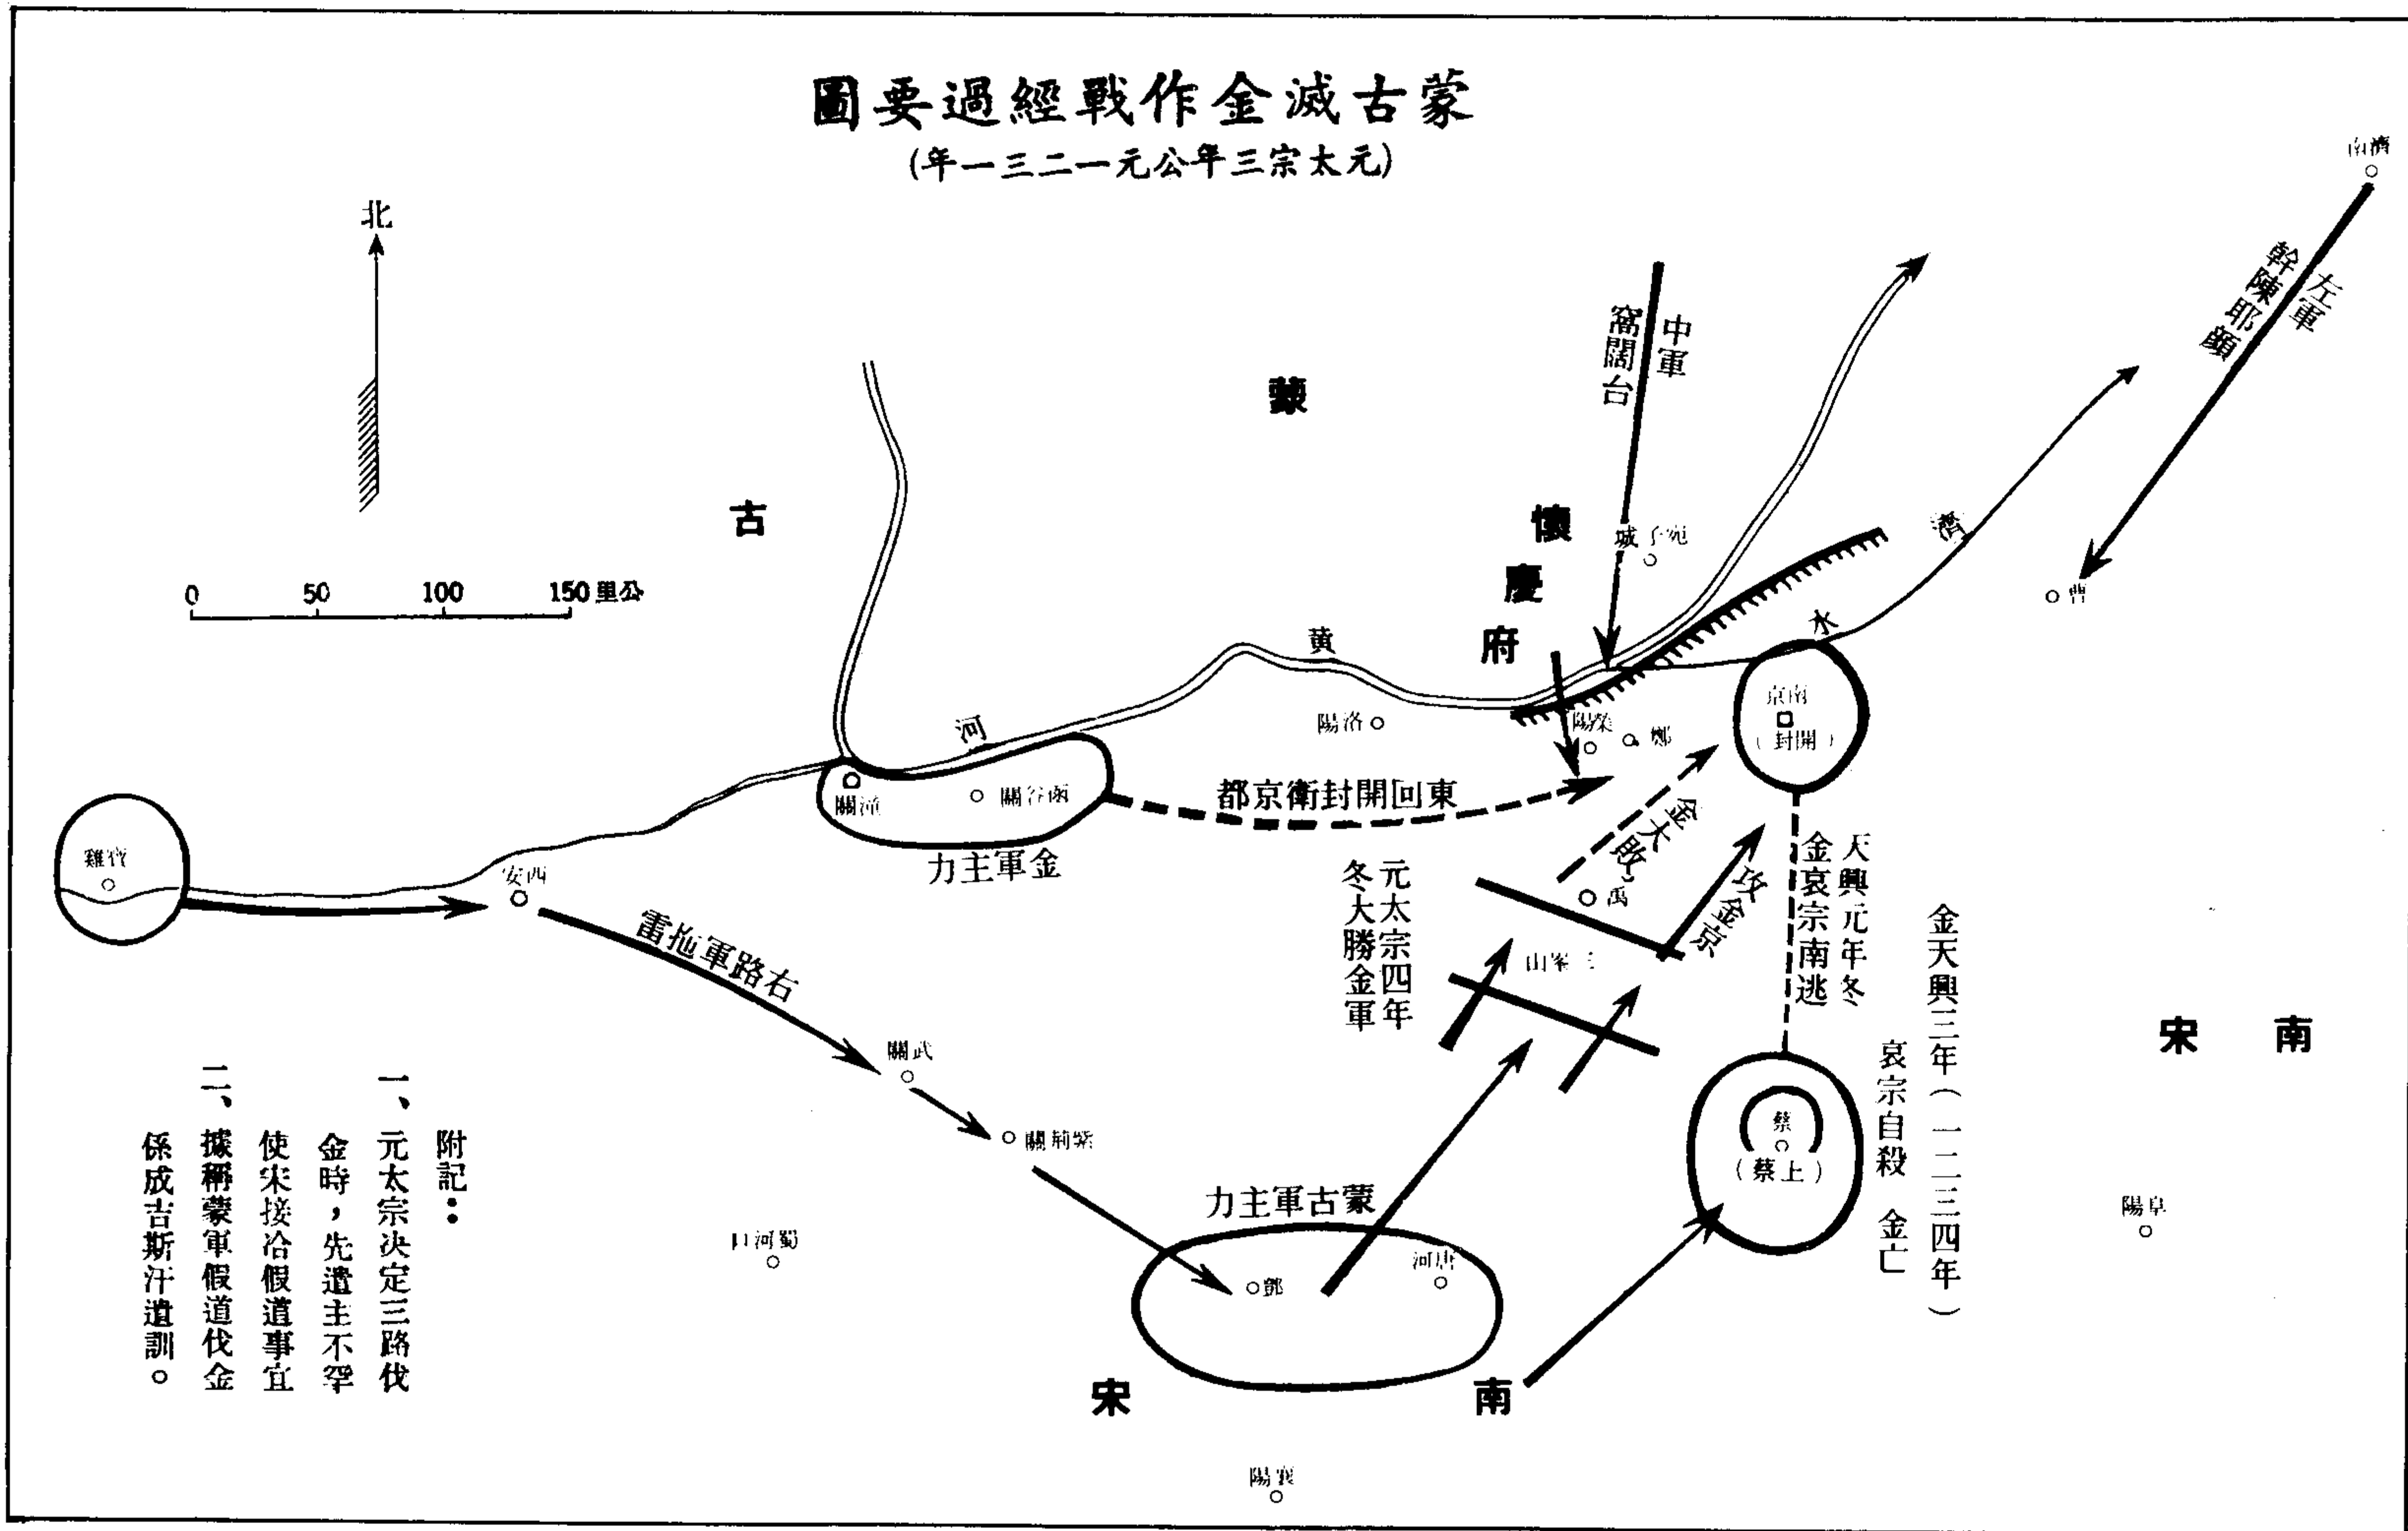 蒙古滅金作戰經過要圖
(元太宗三年公元一二三一年)
北
0 50 100 150 公里
濟南
左軍
幹陳耶顏
中軍
窩闊台
蒙
古
懷慶府
宛子城
濟水
曹
黃河
洛陽
滎陽
鄭
南京
(開封)
潼關
函谷關
金軍主力
東回開封衛京都
寶雞
西安
右路軍拖雷
金大敗
禹
攻金京
三峯山
元太宗四年
冬大勝金軍
天興元年冬
金哀宗南逃
金天興三年(一二三四年)
哀宗自殺 金亡
南宋
武關
紫荊關
蜀河口
蒙古軍主力
鄧
唐河
蔡
(上蔡)
阜陽
南宋
襄陽
附記：
一、元太宗決定三路伐
金時，先遣主不罕
使宋接洽假道事宜
二、據稱蒙軍假道伐金
係成吉斯汗遺訓。